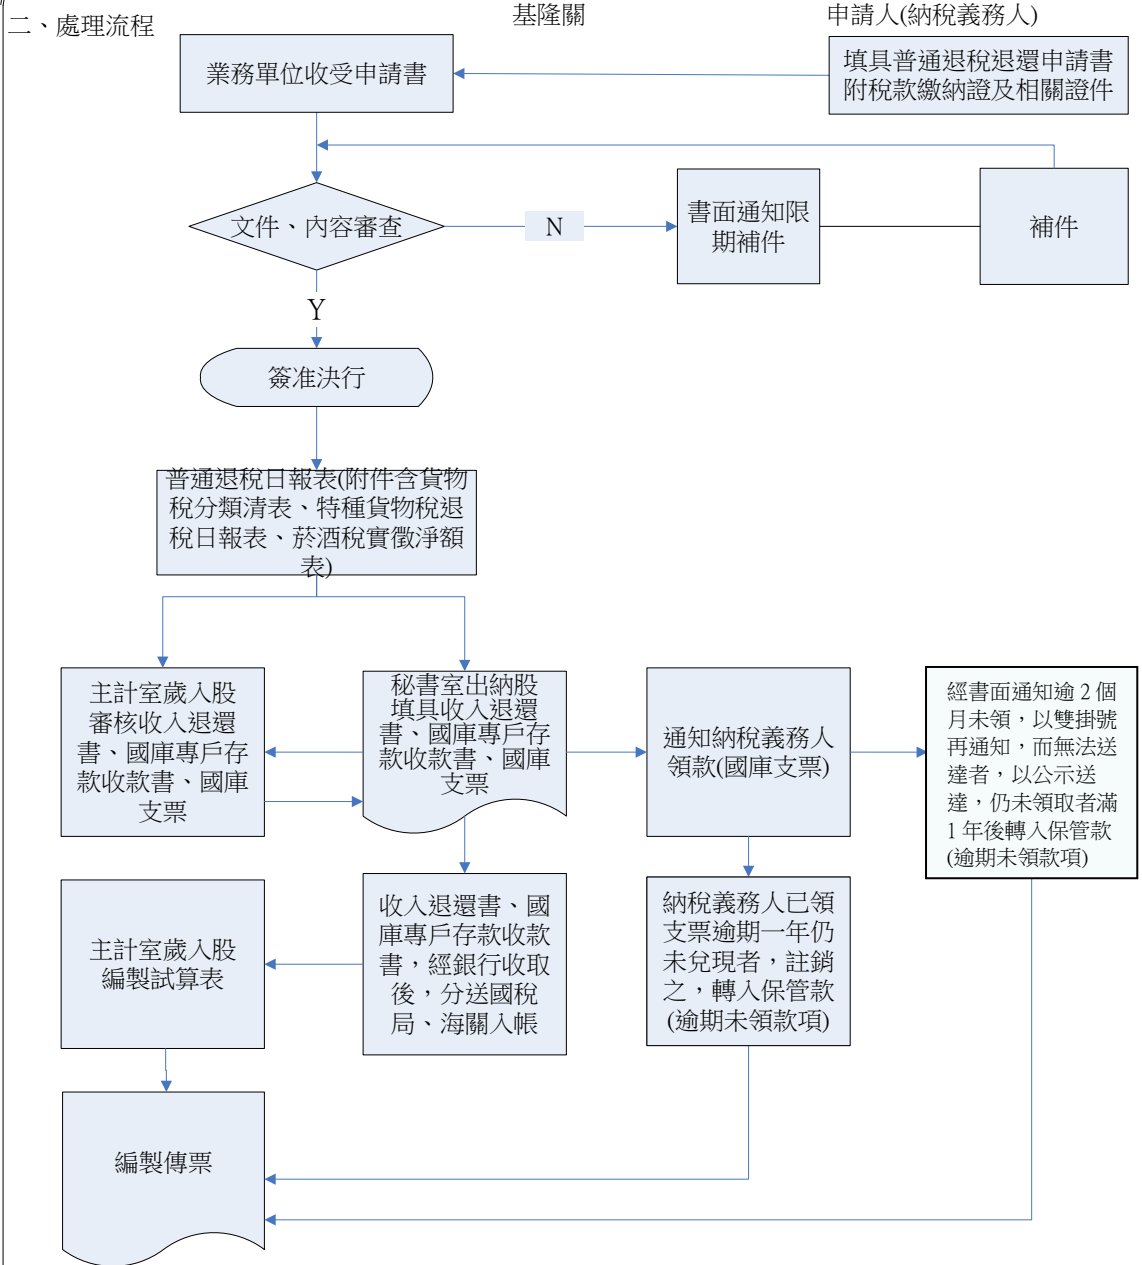 二、處理流程
基隆關
申請人(納稅義務人)
業務單位收受申請書
填具普通退稅退還申請書
附稅款繳納證及相關證件
文件、內容審查
N
書面通知限
期補件
補件
Y
簽准決行
普通退稅日報表(附件含貨物
稅分類清表、特種貨物稅退
稅日報表、菸酒稅實徵淨額
表)
主計室歲入股
審核收入退還
書、國庫專戶存
款收款書、國庫
支票
秘書室出納股
填具收入退還
書、國庫專戶存
款收款書、國庫
支票
通知納稅義務人
領款(國庫支票)
經書面通知逾 2 個
月未領，以雙掛號
再通知，而無法送
達者，以公示送
達，仍未領取者滿
1 年後轉入保管款
(逾期未領款項)
主計室歲入股
編製試算表
收入退還書、國
庫專戶存款收款
書，經銀行收取
後，分送國稅
局、海關入帳
納稅義務人已領
支票逾期一年仍
未兌現者，註銷
之，轉入保管款
(逾期未領款項)
編製傳票